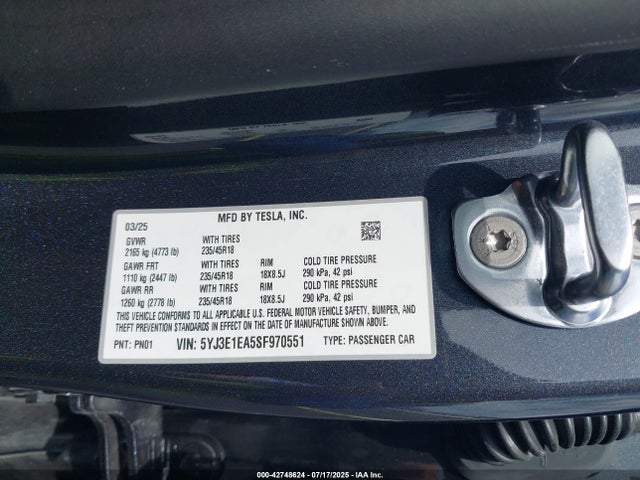 MFD BY TESLA, INC.
03/25
GVWR WITH TIRES
2165 kg (4773 lb) 235/45R18
GAWR FRT WITH TIRES RIM COLD TIRE PRESSURE
1110 kg (2447 lb) 235/45R18 18X8.5J 290 kPa, 42 psi
GAWR RR WITH TIRES RIM COLD TIRE PRESSURE
1260 kg (2778 lb) 235/45R18 18X8.5J 290 kPa, 42 psi
THIS VEHICLE CONFORMS TO ALL APPLICABLE U.S. FEDERAL MOTOR VEHICLE SAFETY, BUMPER, AND
THEFT PREVENTION STANDARDS IN EFFECT ON THE DATE OF MANUFACTURE SHOWN ABOVE.
PNT: PN01 VIN: 5YJ3E1EA5SF970551 TYPE: PASSENGER CAR
000-42748624 - 07/17/2025 - IAA Inc.